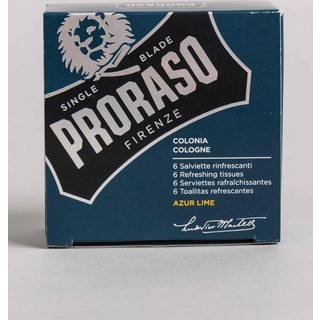 SINGLE BLADE
PRORASO
FIRENZE
COLONIA
COLOGNE
6 Salviette rinfrescanti
6 Refreshing tissues
6 Serviettes rafraîchissantes
6 Toallitas refrescantes
AZUR LIME